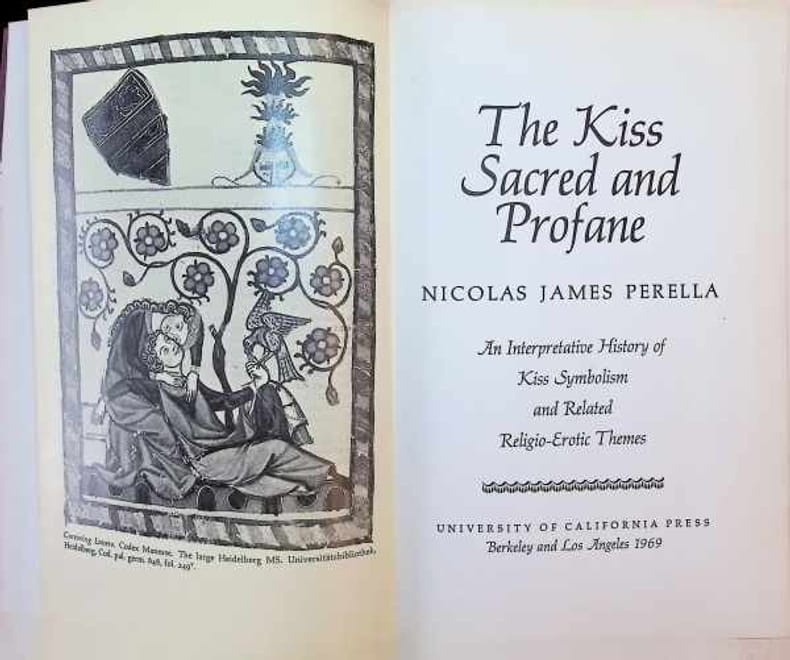 Courting Lovers. Codex Manesse. The large Heidelberg MS. Universitätsbibliothek,
Heidelberg, Cod. pal. germ. 848, fol. 249ᵛ.
The Kiss
Sacred and
Profane
NICOLAS JAMES PERELLA
An Interpretative History of
Kiss Symbolism
and Related
Religio-Erotic Themes
UNIVERSITY OF CALIFORNIA PRESS
Berkeley and Los Angeles 1969